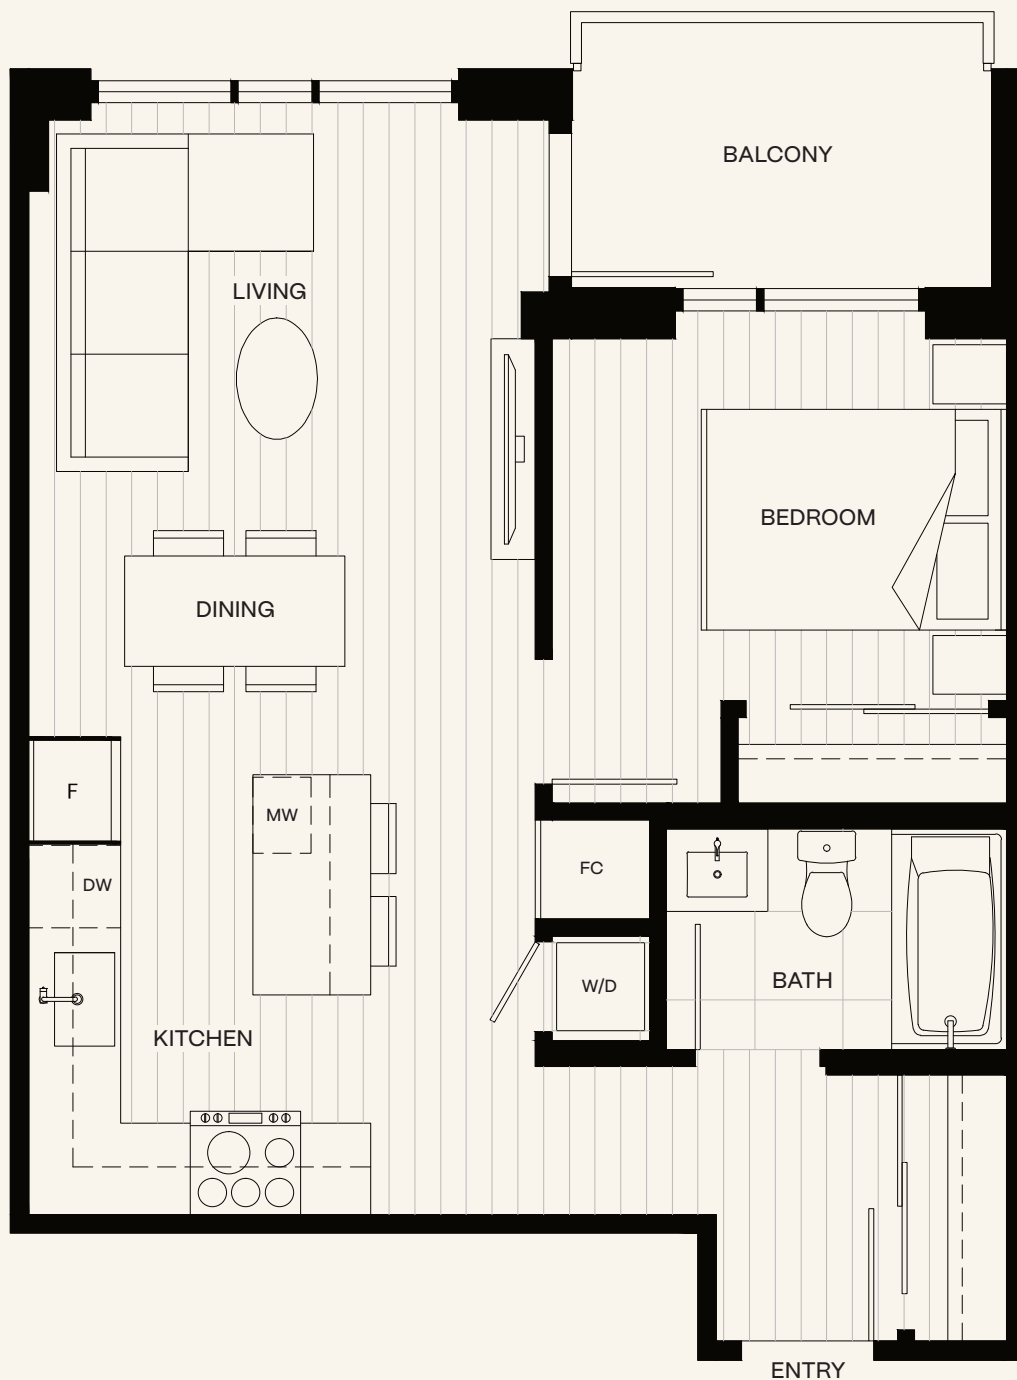 BALCONY
LIVING
BEDROOM
DINING
F
MW
FC
DW
BATH
W/D
KITCHEN
ENTRY